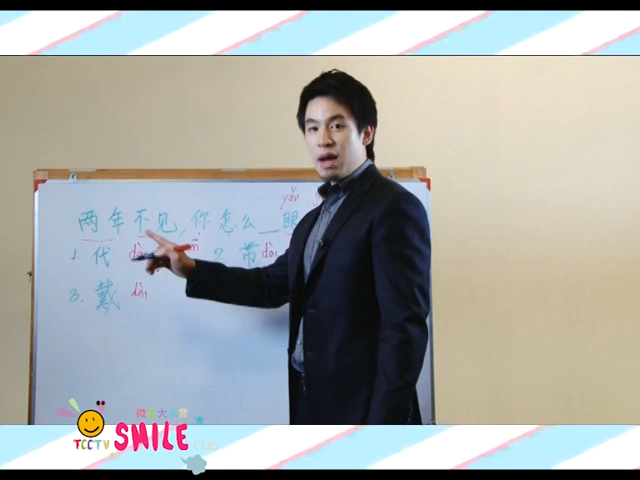 yǎn
两年不见,你怎么_眼
1. 代 dài 2. 带 dài
3. 戴 dài
TCCTV SMILE club